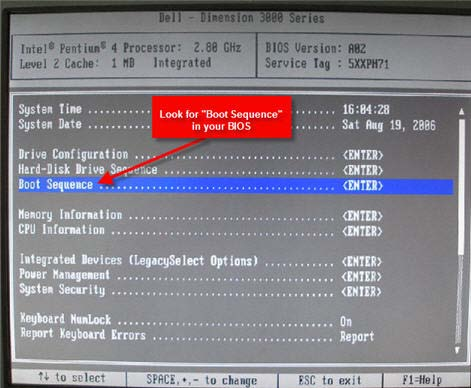 Dell - Dimension 3000 Series
Intel® Pentium® 4 Processor: 2.80 GHz
Level 2 Cache: 1 MB Integrated
BIOS Version: A02
Service Tag : 5XXPH71
System Time ........ 16:04:28
System Date ........ Sat Aug 19, 2006
Look for "Boot Sequence"
in your BIOS
Drive Configuration ........ <ENTER>
Hard-Disk Drive Sequence ........ <ENTER>
Boot Sequence ........ <ENTER>
Memory Information ........ <ENTER>
CPU Information ........ <ENTER>
Integrated Devices (LegacySelect Options) ........ <ENTER>
Power Management ........ <ENTER>
System Security ........ <ENTER>
Keyboard NumLock ........ On
Report Keyboard Errors ........ Report
↑↓ to select
SPACE,+,- to change
ESC to exit
F1=Help